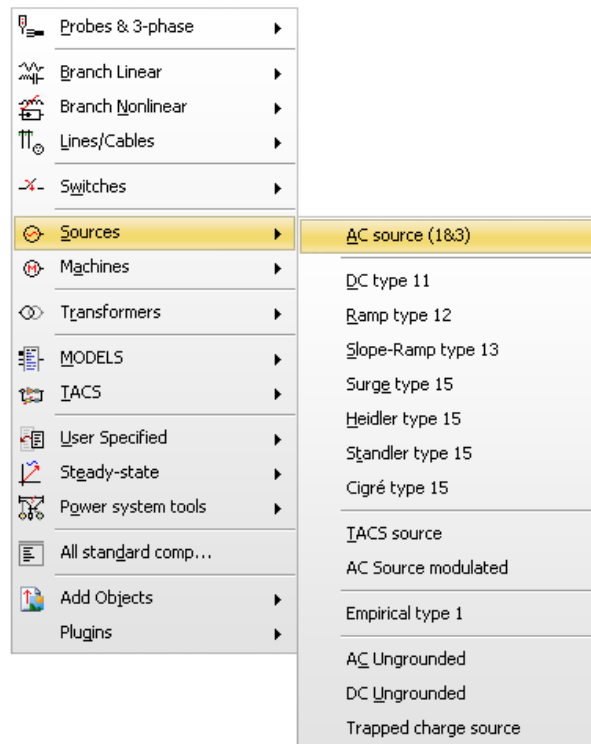 Probes & 3-phase
Branch Linear
Branch Nonlinear
Lines/Cables
Switches
Sources
Machines
Transformers
MODELS
TACS
User Specified
Steady-state
Power system tools
All standard comp...
Add Objects
Plugins
AC source (1&3)
DC type 11
Ramp type 12
Slope-Ramp type 13
Surge type 15
Heidler type 15
Standler type 15
Cigré type 15
TACS source
AC Source modulated
Empirical type 1
AC Ungrounded
DC Ungrounded
Trapped charge source